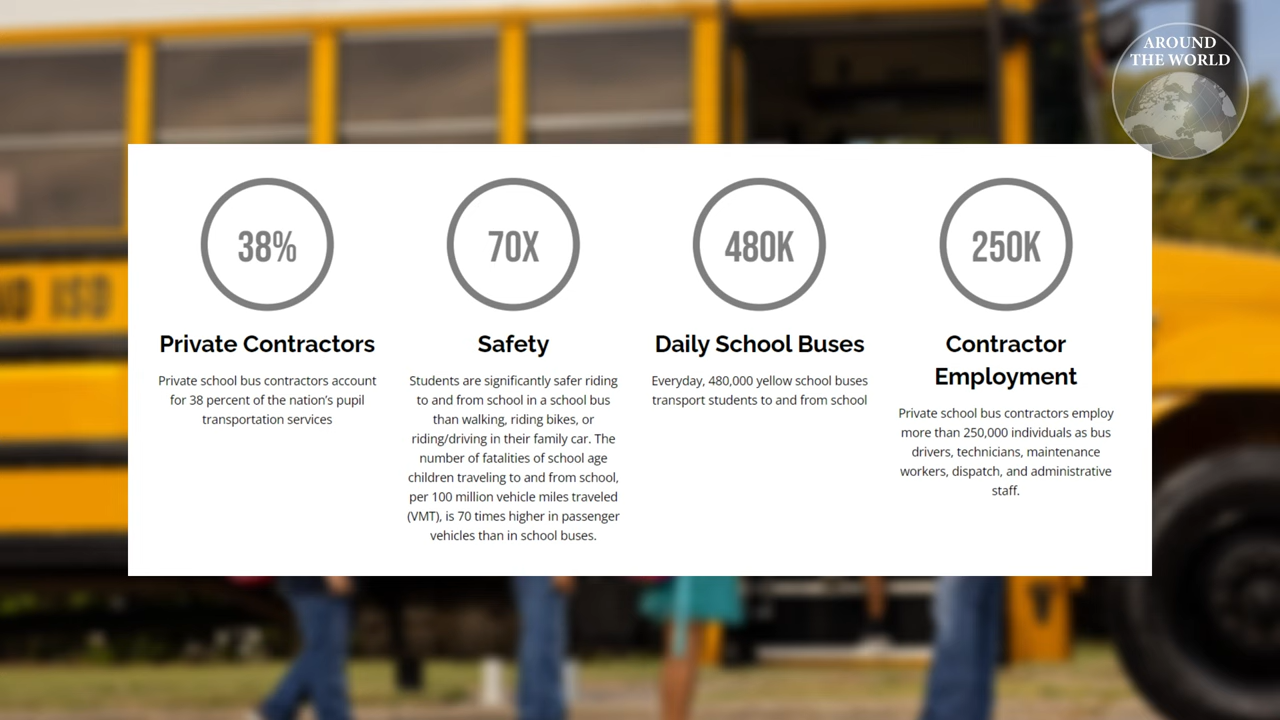 AROUND
THE WORLD
38%
Private Contractors
Private school bus contractors account
for 38 percent of the nation’s pupil
transportation services
70X
Safety
Students are significantly safer riding
to and from school in a school bus
than walking, riding bikes, or
riding/driving in their family car. The
number of fatalities of school age
children traveling to and from school,
per 100 million vehicle miles traveled
(VMT), is 70 times higher in passenger
vehicles than in school buses.
480K
Daily School Buses
Everyday, 480,000 yellow school buses
transport students to and from school
250K
Contractor
Employment
Private school bus contractors employ
more than 250,000 individuals as bus
drivers, technicians, maintenance
workers, dispatch, and administrative
staff.